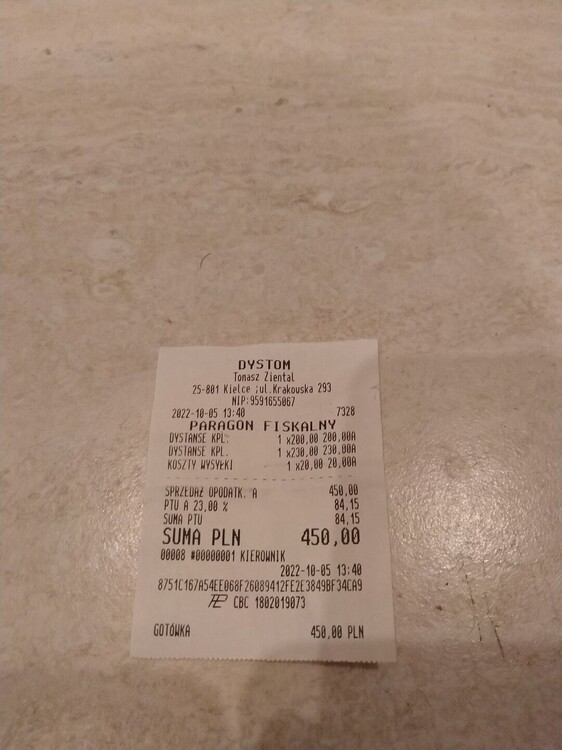 DYSTOM
Tomasz Ziental
25-801 Kielce ;ul.Krakowska 293
NIP:9591655067
2022-10-05 13:40 7328
PARAGON FISKALNY
DYSTANSE KPL. 1 x200,00 200,00A
DYSTANSE KPL. 1 x230,00 230,00A
KOSZTY WYSYŁKI 1 x20,00 20,00A
SPRZEDAŻ OPODATK. A 450,00
PTU A 23,00 % 84,15
SUMA PTU 84,15
SUMA PLN 450,00
00008 #00000001 KIEROWNIK
2022-10-05 13:40
8751C167A54EE068F26089412FE2E3849BF34CA9
CBC 1802019073
GOTÓWKA 450,00 PLN